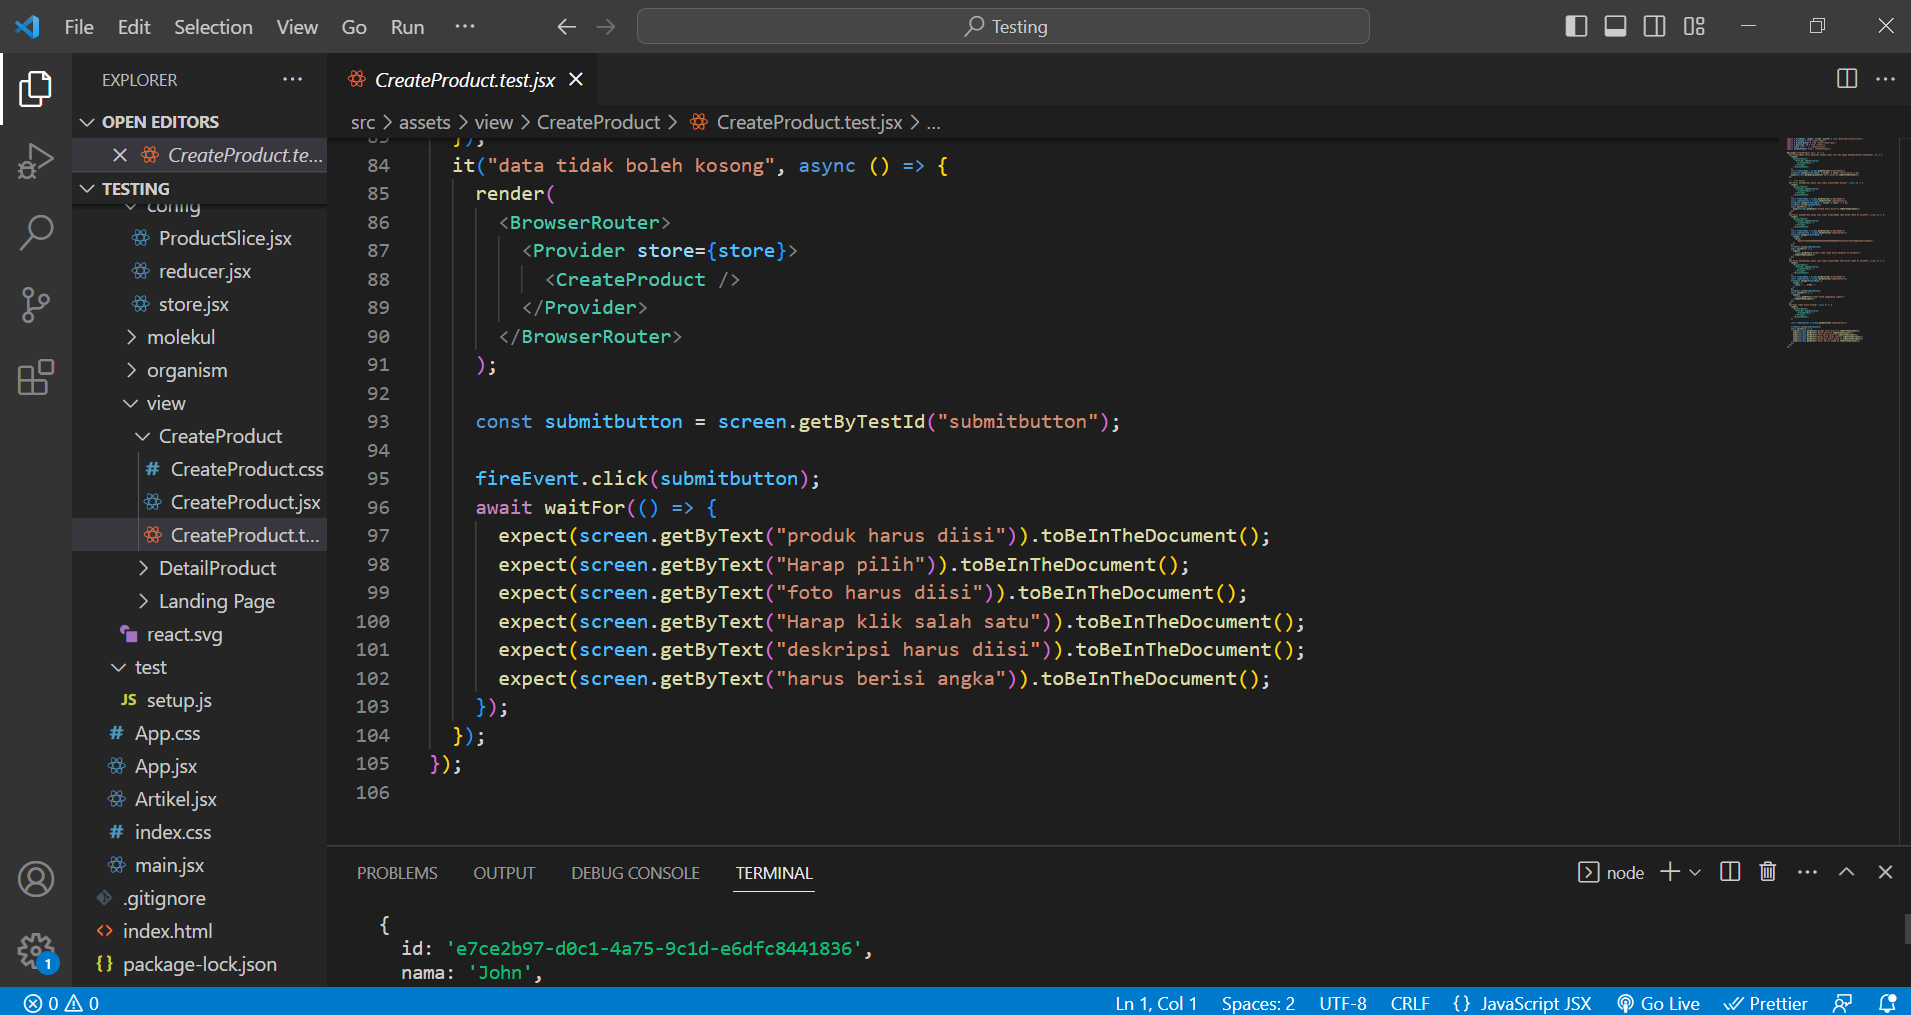 File Edit Selection View Go Run ···
Testing
EXPLORER ···
OPEN EDITORS
CreateProduct.te...
TESTING
config
ProductSlice.jsx
reducer.jsx
store.jsx
molekul
organism
view
CreateProduct
# CreateProduct.css
CreateProduct.jsx
CreateProduct.t...
DetailProduct
Landing Page
react.svg
test
JS setup.js
# App.css
App.jsx
Artikel.jsx
# index.css
main.jsx
.gitignore
<> index.html
{} package-lock.json
1
CreateProduct.test.jsx
src > assets > view > CreateProduct > CreateProduct.test.jsx > ...
83 });
84 it("data tidak boleh kosong", async () => {
85 render(
86 <BrowserRouter>
87 <Provider store={store}>
88 <CreateProduct />
89 </Provider>
90 </BrowserRouter>
91 );
92
93 const submitbutton = screen.getByTestId("submitbutton");
94
95 fireEvent.click(submitbutton);
96 await waitFor(() => {
97 expect(screen.getByText("produk harus diisi")).toBeInTheDocument();
98 expect(screen.getByText("Harap pilih")).toBeInTheDocument();
99 expect(screen.getByText("foto harus diisi")).toBeInTheDocument();
100 expect(screen.getByText("Harap klik salah satu")).toBeInTheDocument();
101 expect(screen.getByText("deskripsi harus diisi")).toBeInTheDocument();
102 expect(screen.getByText("harus berisi angka")).toBeInTheDocument();
103 });
104 });
105 });
106
PROBLEMS OUTPUT DEBUG CONSOLE TERMINAL
node
{
id: 'e7ce2b97-d0c1-4a75-9c1d-e6dfc8441836',
nama: 'John',
0 0 Ln 1, Col 1 Spaces: 2 UTF-8 CRLF {} JavaScript JSX Go Live Prettier